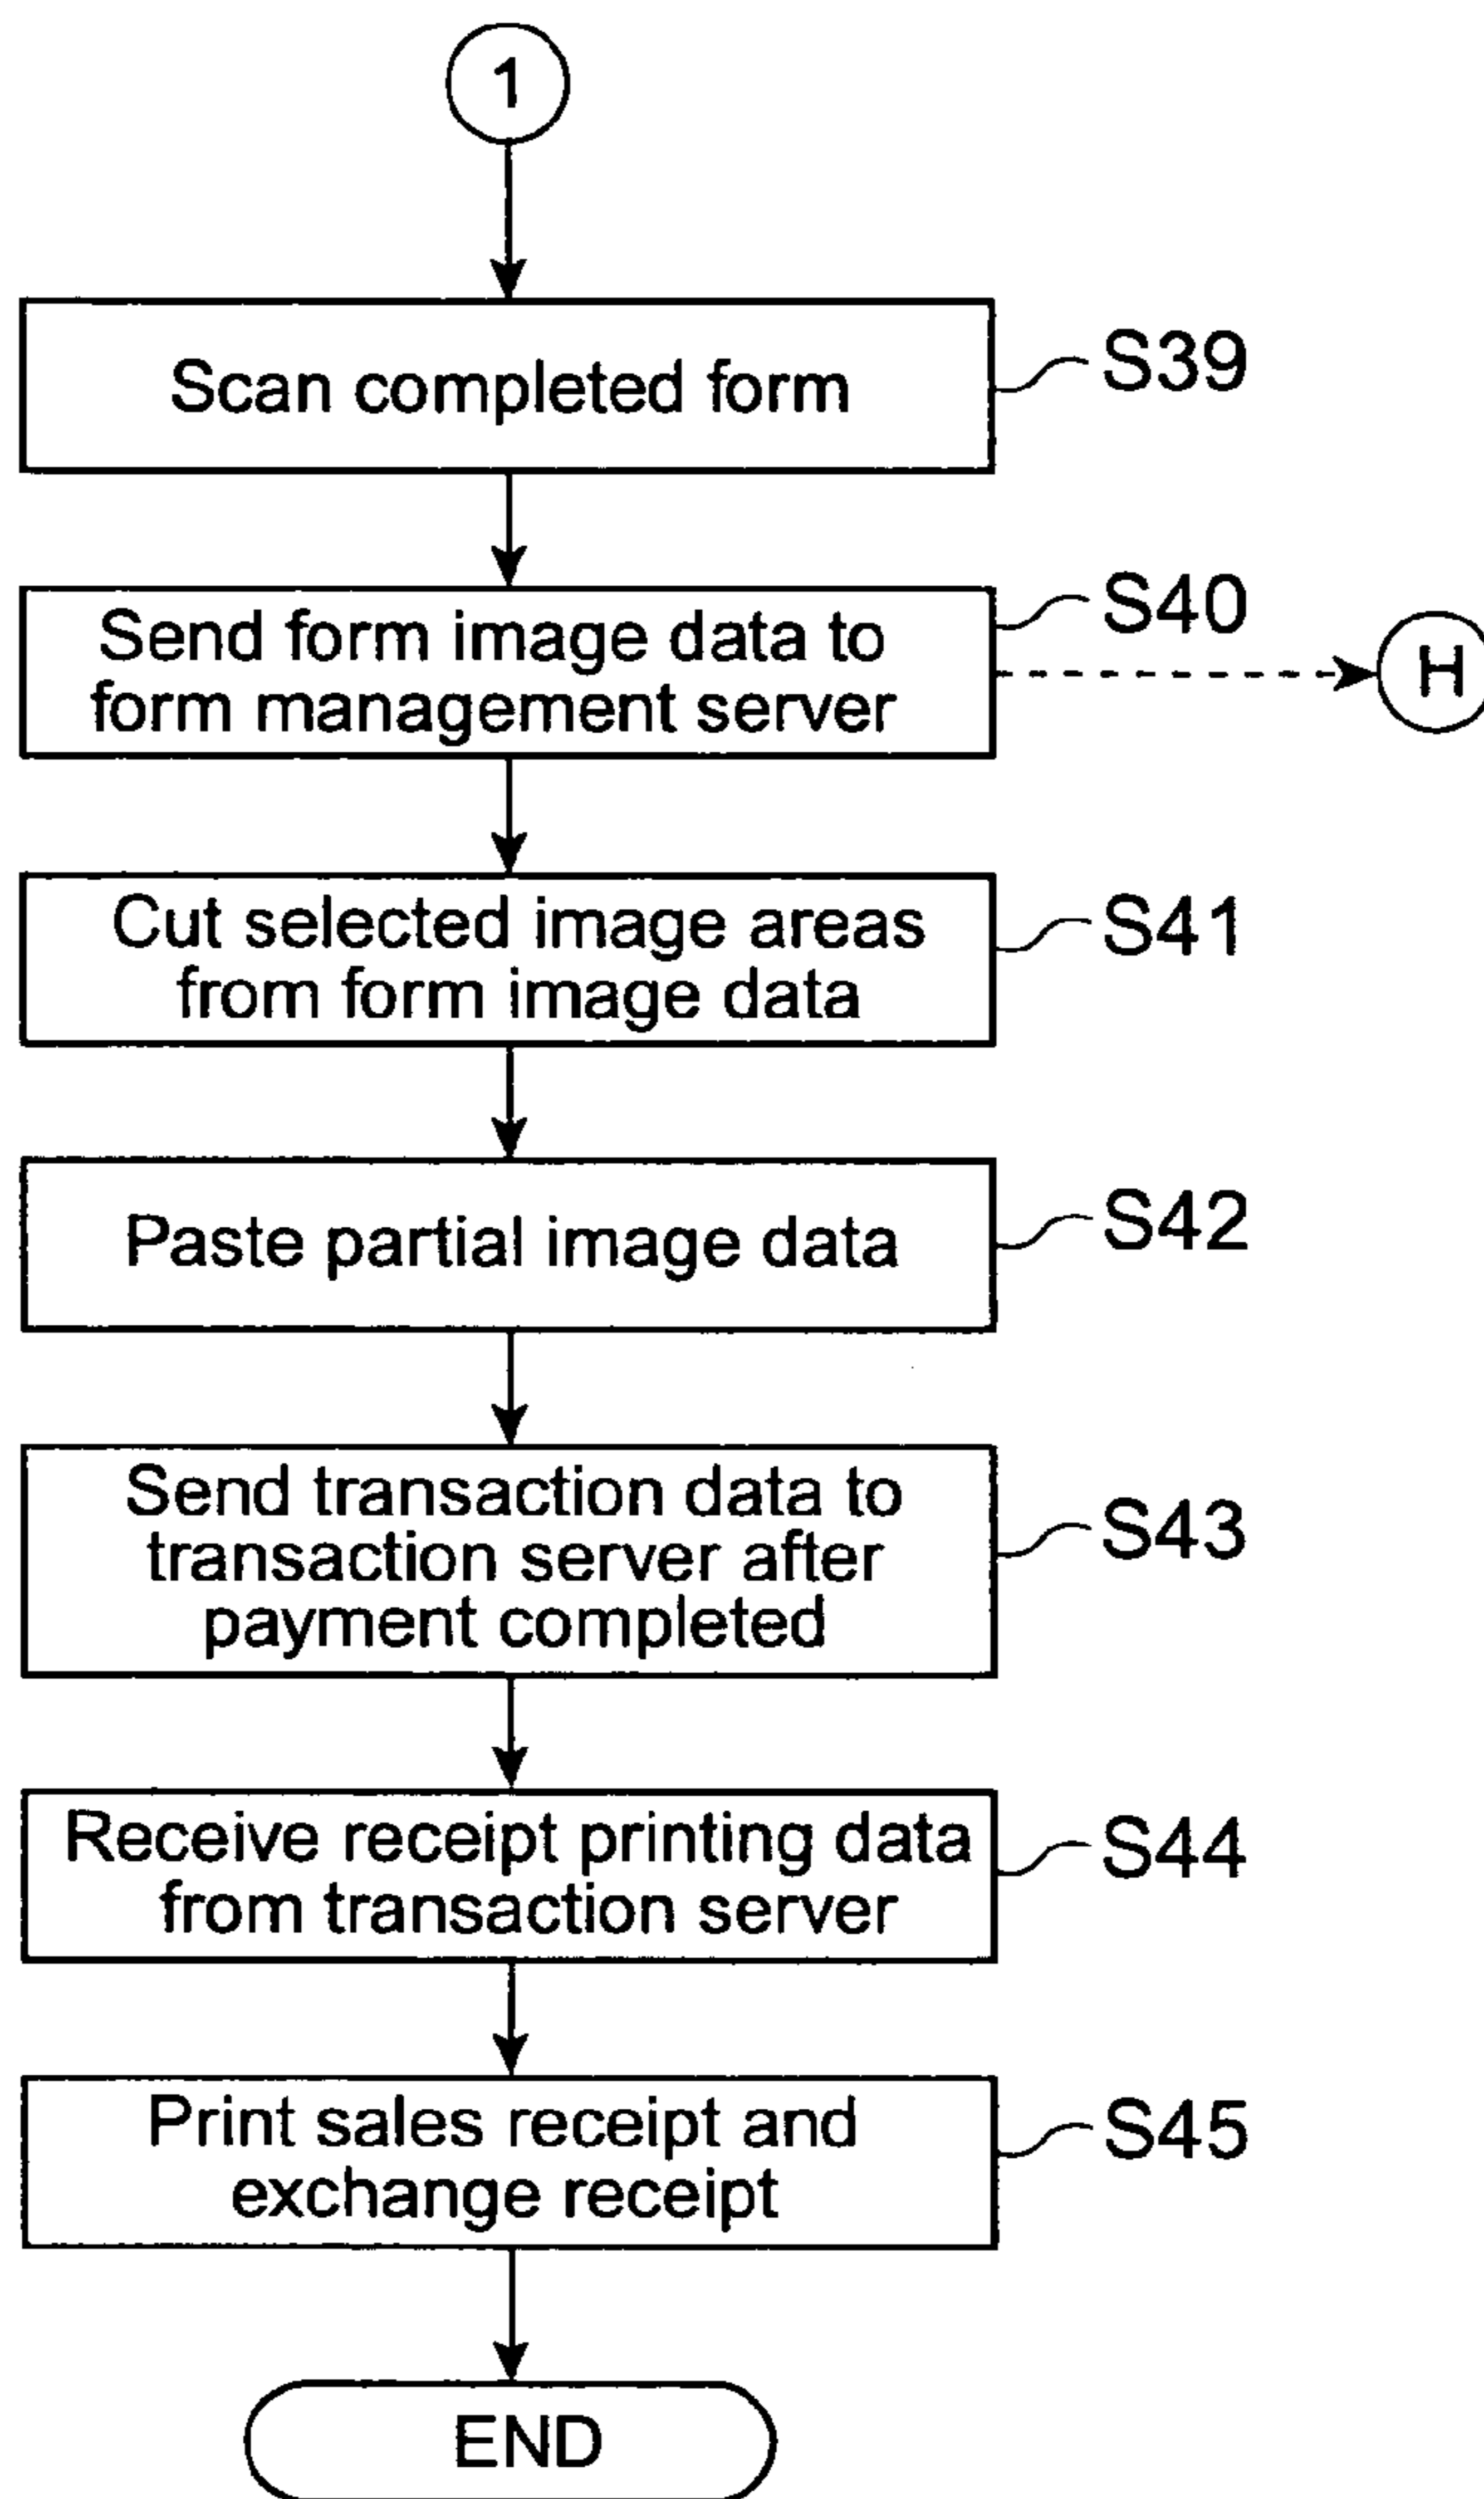 1
Scan completed form
S39
Send form image data to
form management server
S40
H
Cut selected image areas
from form image data
S41
Paste partial image data
S42
Send transaction data to
transaction server after
payment completed
S43
Receive receipt printing data
from transaction server
S44
Print sales receipt and
exchange receipt
S45
END